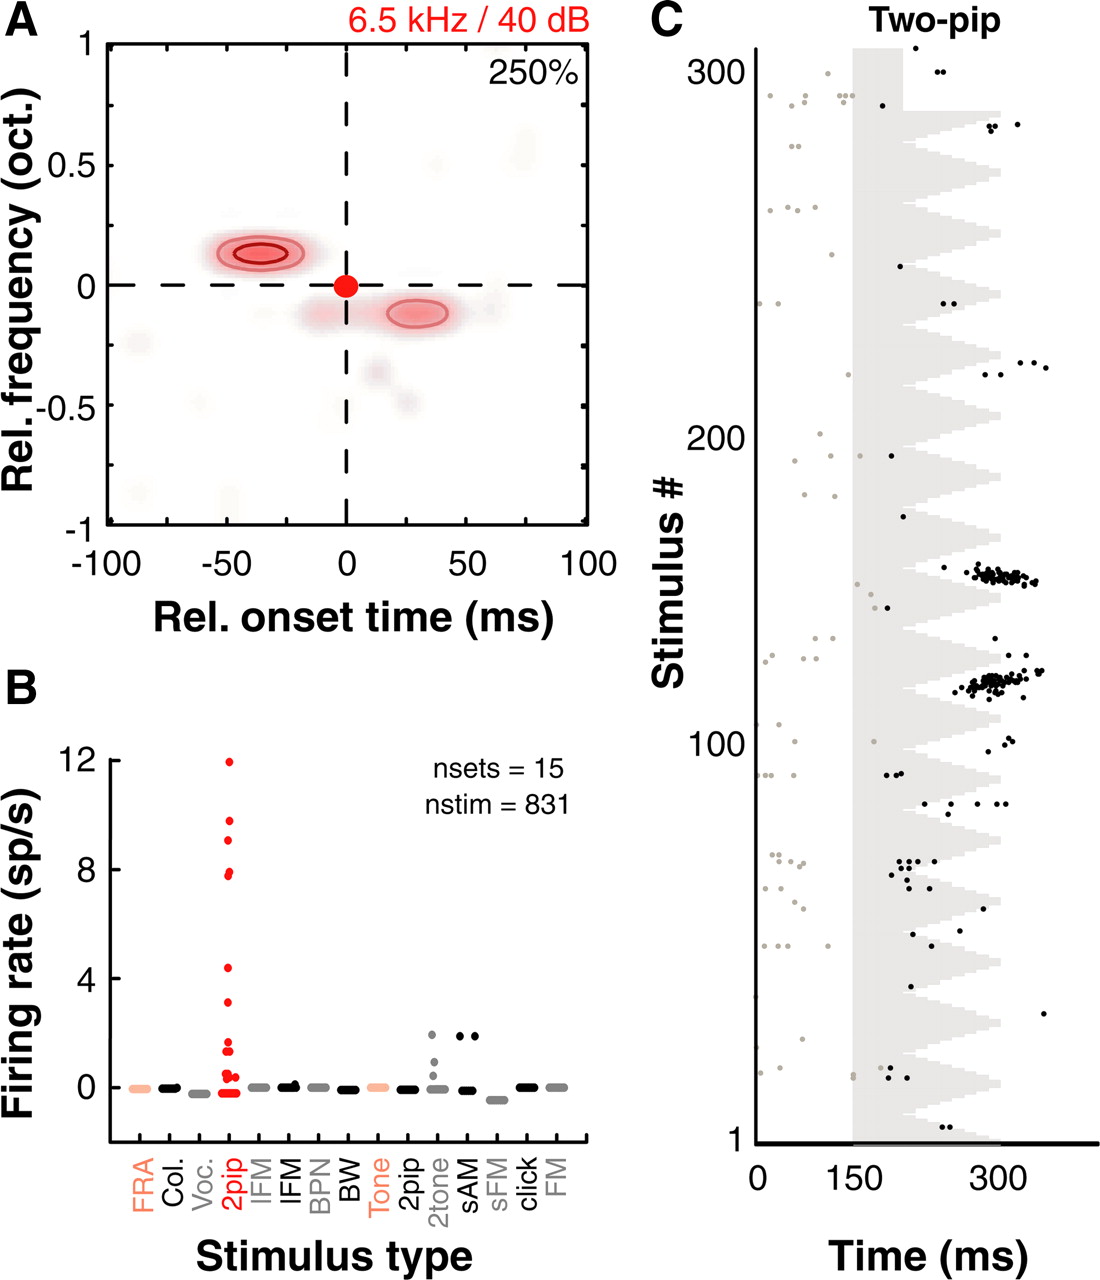 A
6.5 kHz / 40 dB
250%
1
0.5
0
-0.5
-1
Rel. frequency (oct.)
-100 -50 0 50 100
Rel. onset time (ms)
B
nsets = 15
nstim = 831
12
8
4
0
Firing rate (sp/s)
FRA
Col.
Voc.
2pip
lFM
lFM
BPN
BW
Tone
2pip
2tone
sAM
sFM
click
FM
Stimulus type
C
Two-pip
300
200
100
1
Stimulus #
0 150 300
Time (ms)